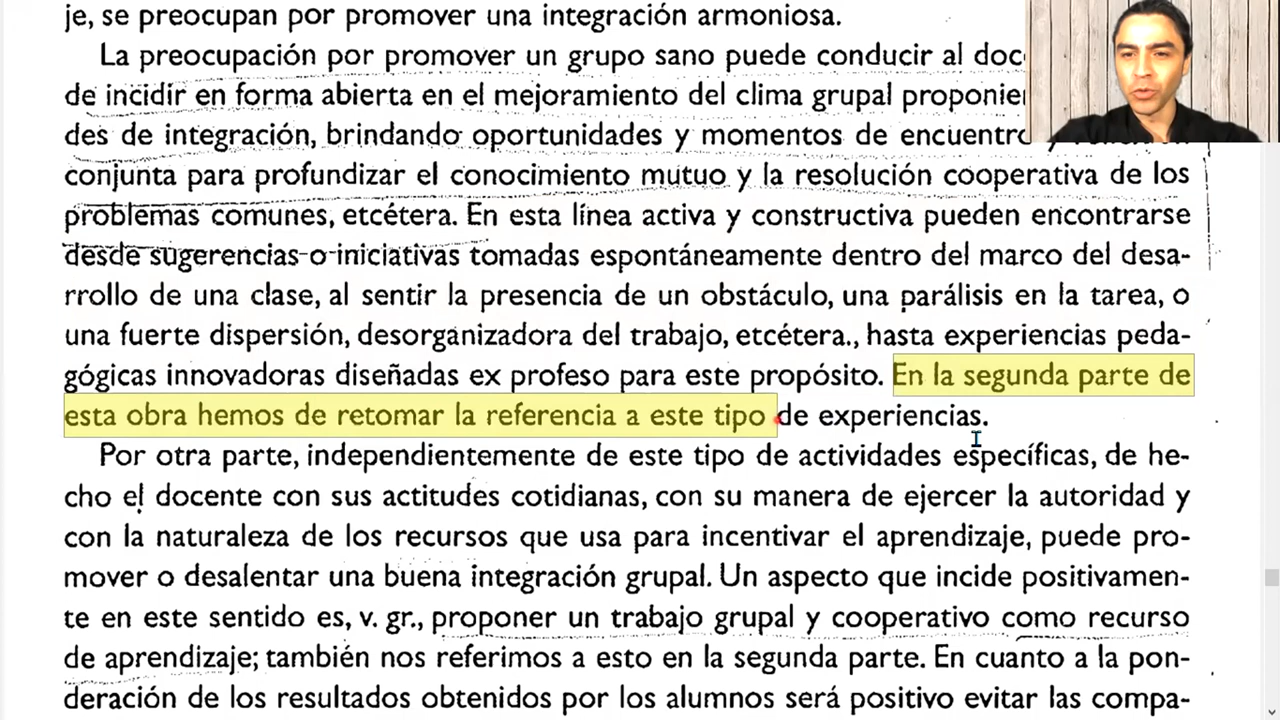 je, se preocupan por promover una integración armoniosa.
La preocupación por promover un grupo sano puede conducir al doc
de incidir en forma abierta en el mejoramiento del clima grupal proponie
des de integración, brindando oportunidades y momentos de encuentro y
conjunta para profundizar el conocimiento mutuo y la resolución cooperativa de los
problemas comunes, etcétera. En esta línea activa y constructiva pueden encontrarse
desde sugerencias o iniciativas tomadas espontáneamente dentro del marco del desa-
rrollo de una clase, al sentir la presencia de un obstáculo, una parálisis en la tarea, o
una fuerte dispersión, desorganizadora del trabajo, etcétera., hasta experiencias peda-
gógicas innovadoras diseñadas ex profeso para este propósito. En la segunda parte de
esta obra hemos de retomar la referencia a este tipo de experiencias.
Por otra parte, independientemente de este tipo de actividades específicas, de he-
cho el docente con sus actitudes cotidianas, con su manera de ejercer la autoridad y
con la naturaleza de los recursos que usa para incentivar el aprendizaje, puede pro-
mover o desalentar una buena integración grupal. Un aspecto que incide positivamen-
te en este sentido es, v. gr., proponer un trabajo grupal y cooperativo como recurso
de aprendizaje; también nos referimos a esto en la segunda parte. En cuanto a la pon-
deración de los resultados obtenidos por los alumnos será positivo evitar las compa-